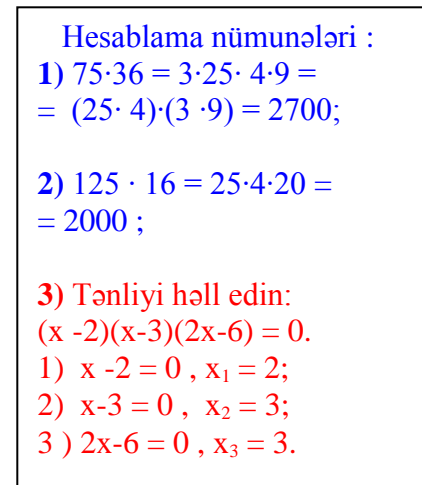 Hesablama nümunələri :
1) 75·36 = 3·25· 4·9 =
= (25· 4)·(3 ·9) = 2700;
2) 125 · 16 = 25·4·20 =
= 2000 ;
3) Tənliyi həll edin:
(x -2)(x-3)(2x-6) = 0.
1) x -2 = 0 , x₁ = 2;
2) x-3 = 0 , x₂ = 3;
3 ) 2x-6 = 0 , x₃ = 3.